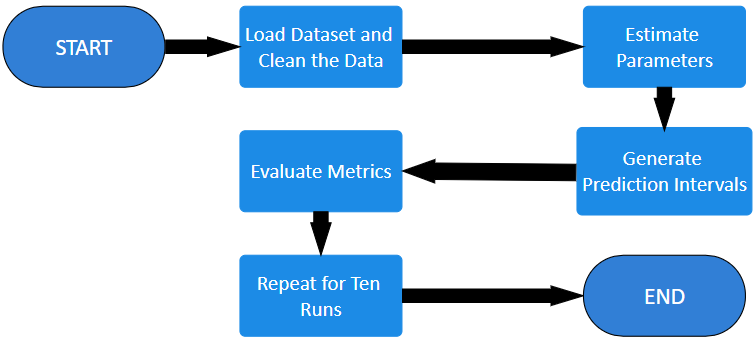 START
Load Dataset and
Clean the Data
Estimate
Parameters
Generate
Prediction Intervals
Evaluate Metrics
Repeat for Ten
Runs
END